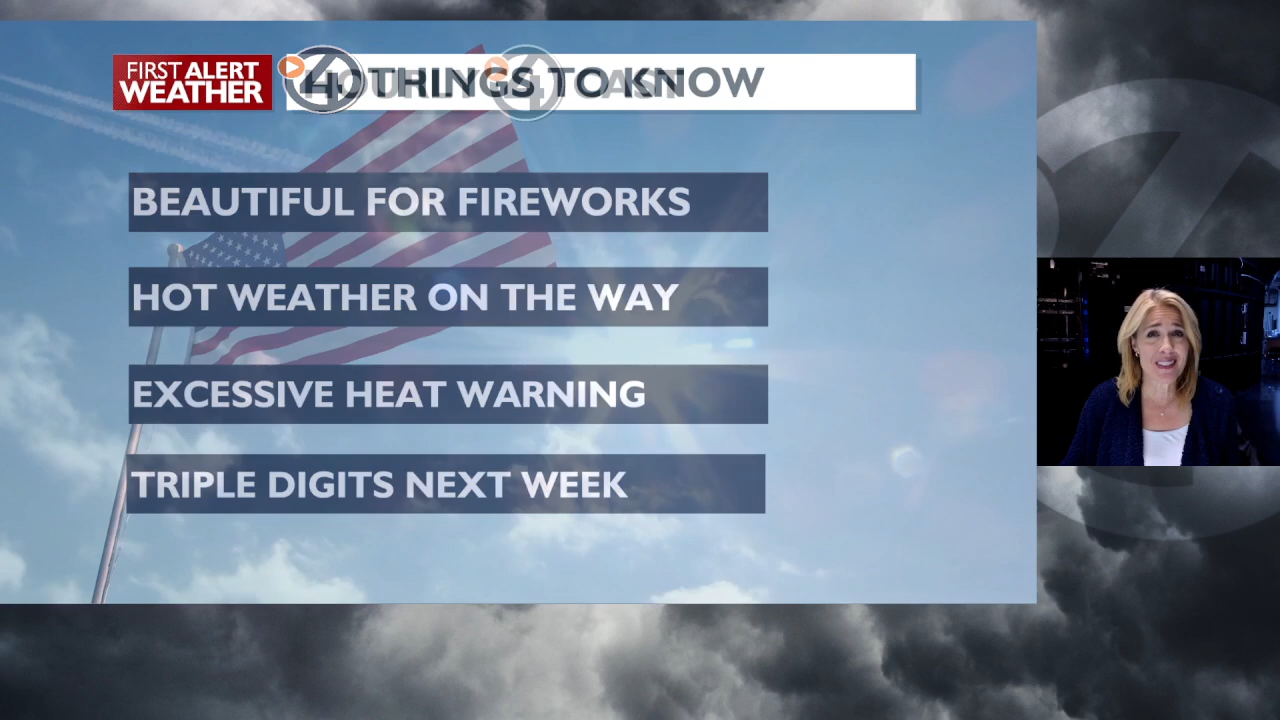 FIRST ALERT
WEATHER
4 THINGS TO KNOW
BEAUTIFUL FOR FIREWORKS
HOT WEATHER ON THE WAY
EXCESSIVE HEAT WARNING
TRIPLE DIGITS NEXT WEEK